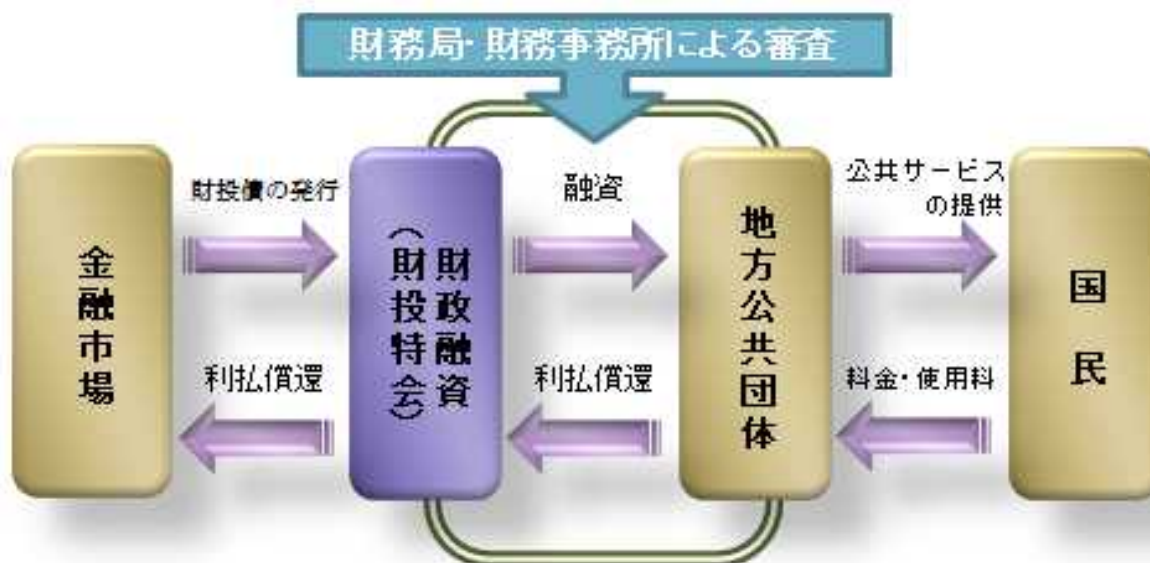 財務局・財務事務所による審査
金融市場
財投債の発行
利払償還
財政融資
(財投特会)
融資
利払償還
地方公共団体
公共サービス
の提供
料金・使用料
国民